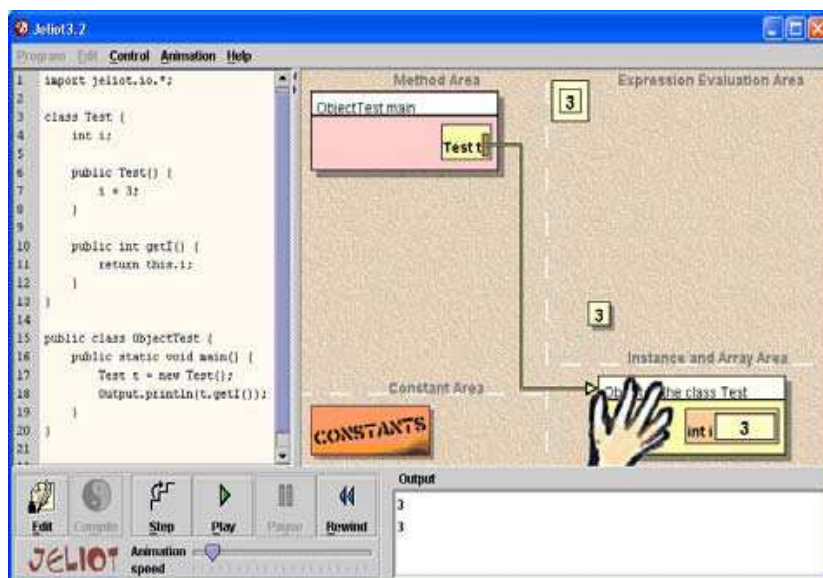 Jeliot3.2
Program Edit Control Animation Help
1 import jeliot.io.*;
2
3 class Test {
4 int i;
5
6 public Test() {
7 i = 3;
8 }
9
10 public int getI() {
11 return this.i;
12 }
13 }
14
15 public class ObjectTest {
16 public static void main() {
17 Test t = new Test();
18 Output.println(t.getI());
19 }
20 }
21
Method Area
ObjectTest.main
Test t
Expression Evaluation Area
3
3
Constant Area
CONSTANTS
Instance and Array Area
the class Test
int i 3
Edit Compile Step Play Pause Rewind
JELIOT
Animation
speed
Output
3
3